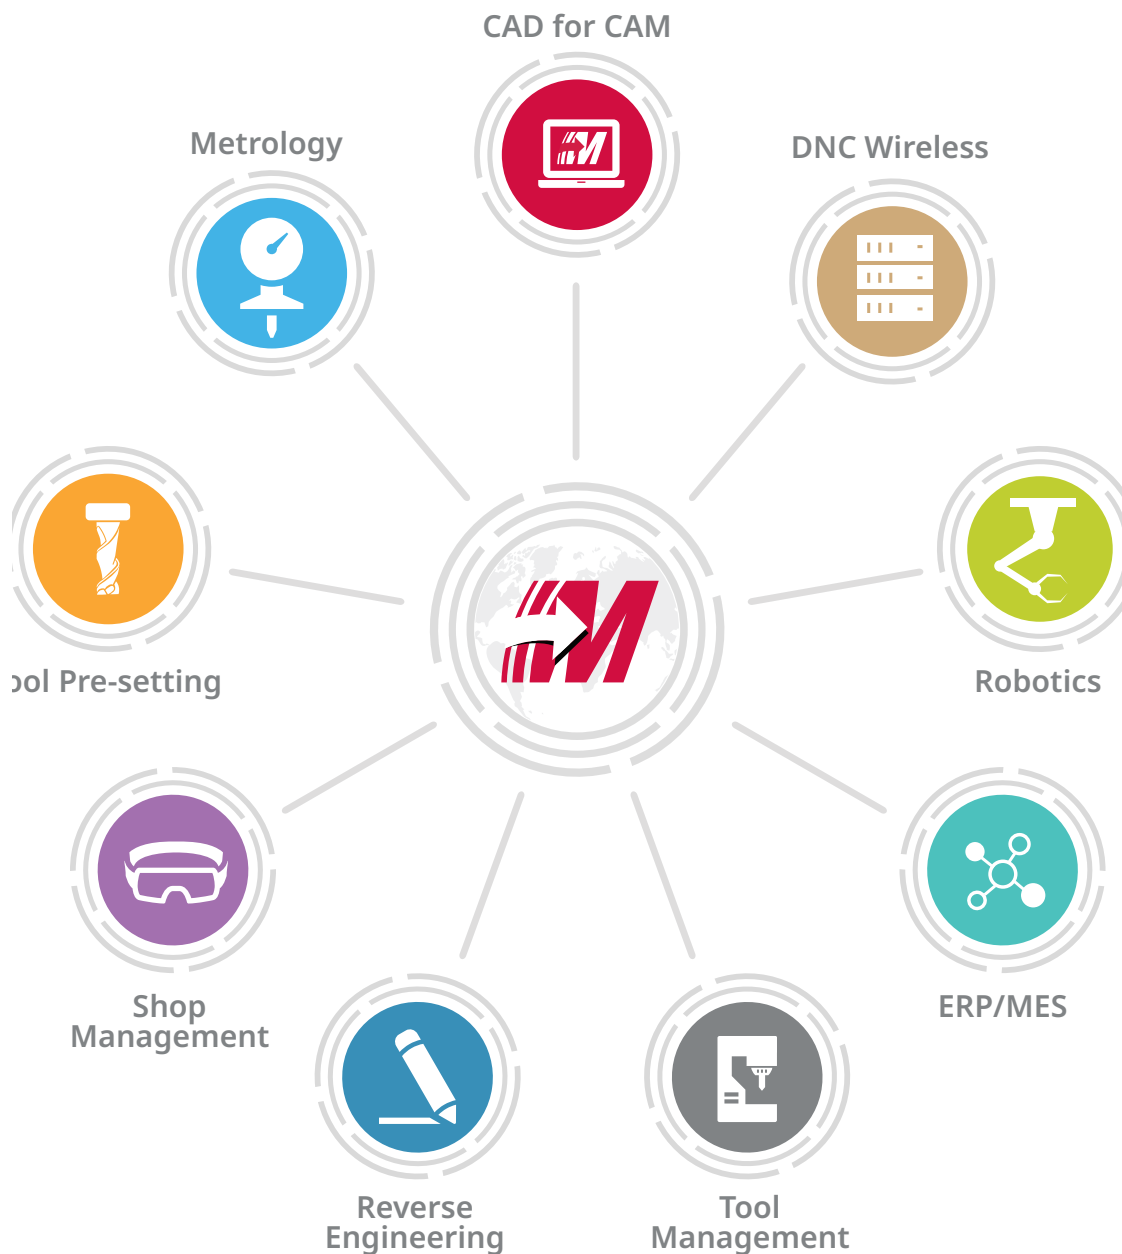 CAD for CAM
Metrology
DNC Wireless
ool Pre-setting
Robotics
Shop
Management
ERP/MES
Reverse
Engineering
Tool
Management